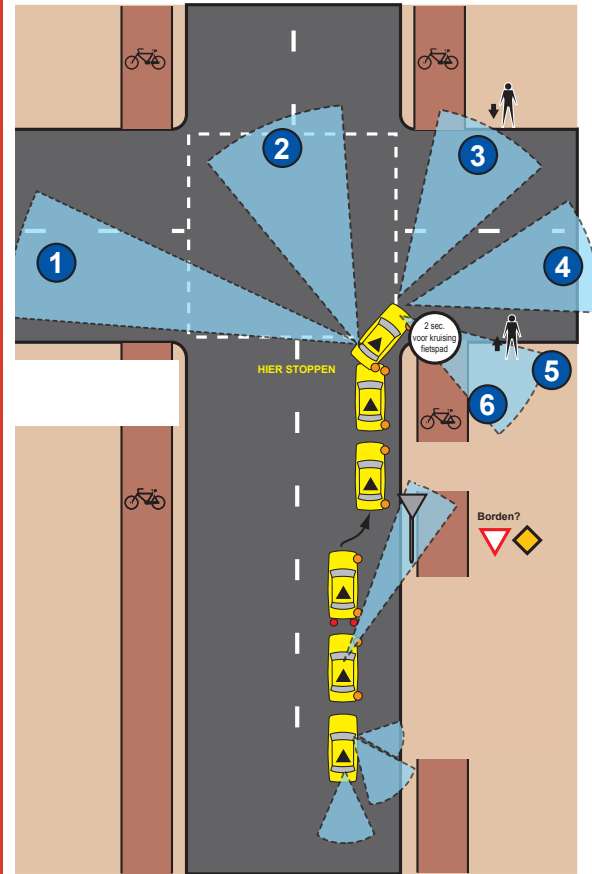 2
3
1
4
2 sec.
voor kruising
fietspad
HIER STOPPEN
5
6
Borden?